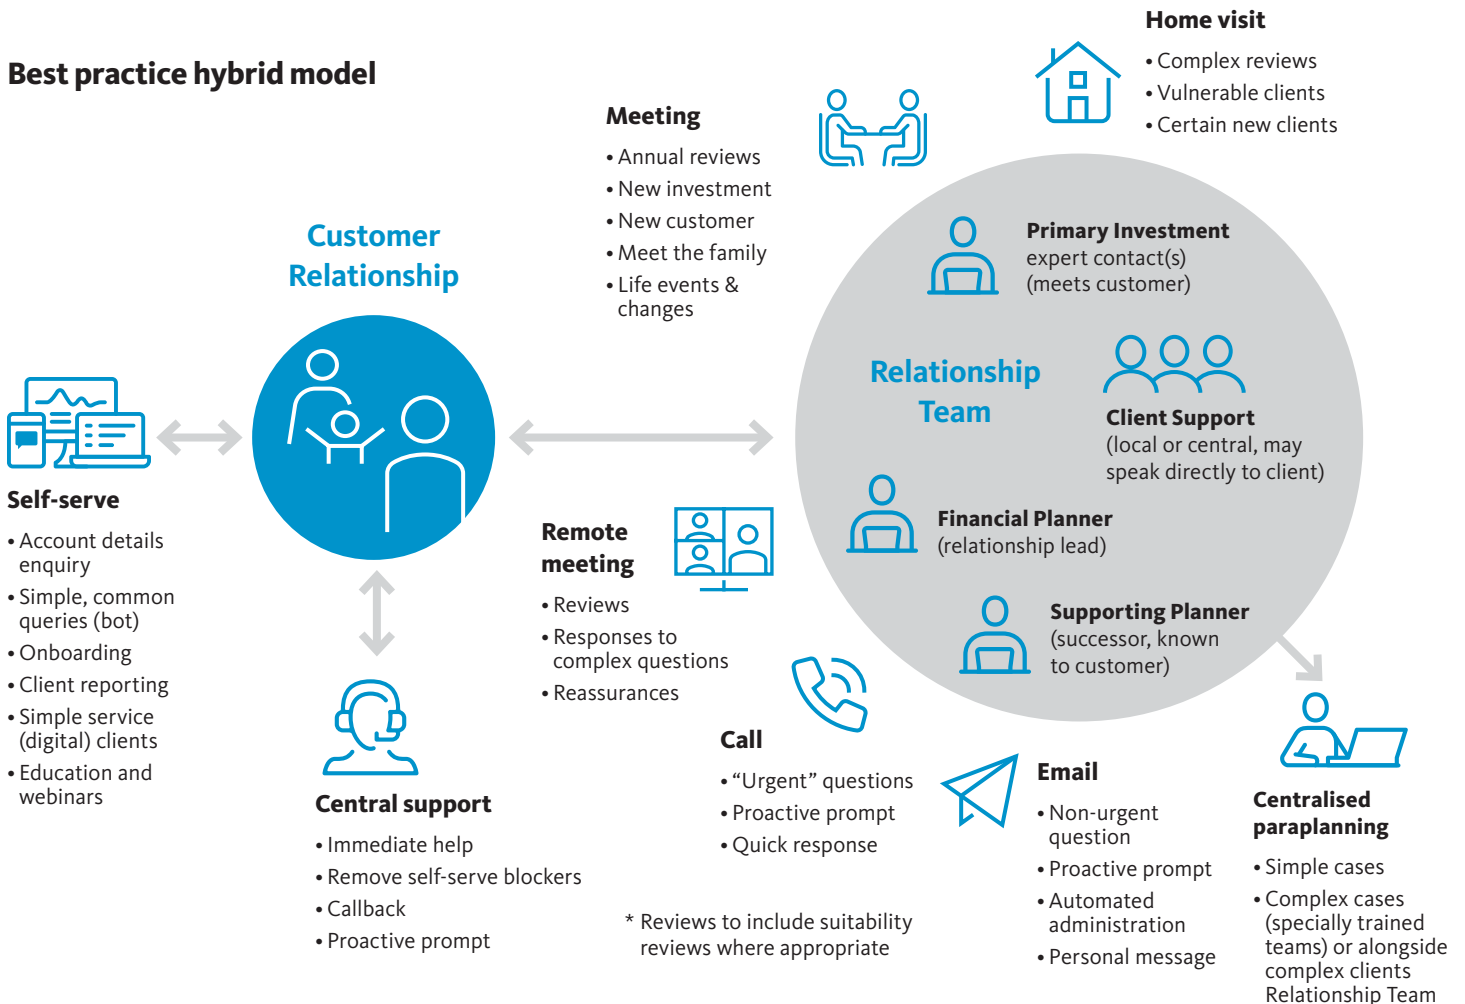 Best practice hybrid model
Home visit
• Complex reviews
• Vulnerable clients
• Certain new clients
Meeting
• Annual reviews
• New investment
• New customer
• Meet the family
• Life events &
changes
Customer
Relationship
Primary Investment
expert contact(s)
(meets customer)
Relationship
Team
Client Support
(local or central, may
speak directly to client)
Financial Planner
(relationship lead)
Supporting Planner
(successor, known
to customer)
Self-serve
• Account details
enquiry
• Simple, common
queries (bot)
• Onboarding
• Client reporting
• Simple service
(digital) clients
• Education and
webinars
Remote
meeting
• Reviews
• Responses to
complex questions
• Reassurances
Central support
• Immediate help
• Remove self-serve blockers
• Callback
• Proactive prompt
Call
• “Urgent” questions
• Proactive prompt
• Quick response
* Reviews to include suitability
reviews where appropriate
Email
• Non-urgent
question
• Proactive prompt
• Automated
administration
• Personal message
Centralised
paraplanning
• Simple cases
• Complex cases
(specially trained
teams) or alongside
complex clients
Relationship Team